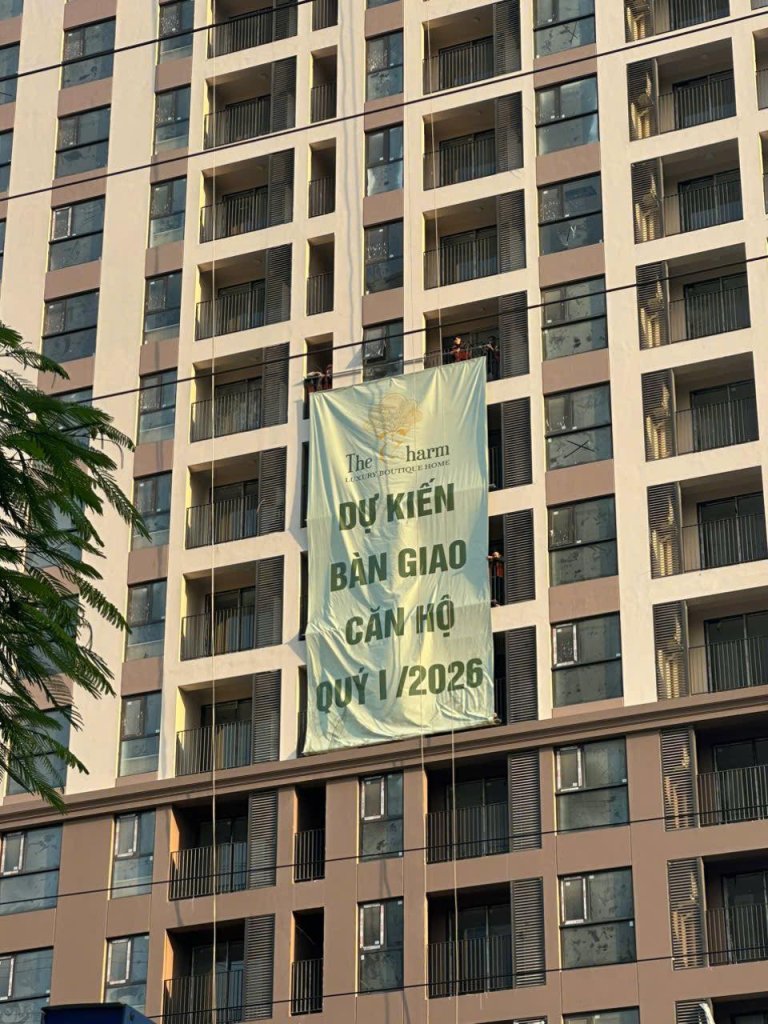 The Charm
LUXURY BOUTIQUE HOME
DỰ KIẾN
BÀN GIAO
CĂN HỘ
QUÝ I /2026